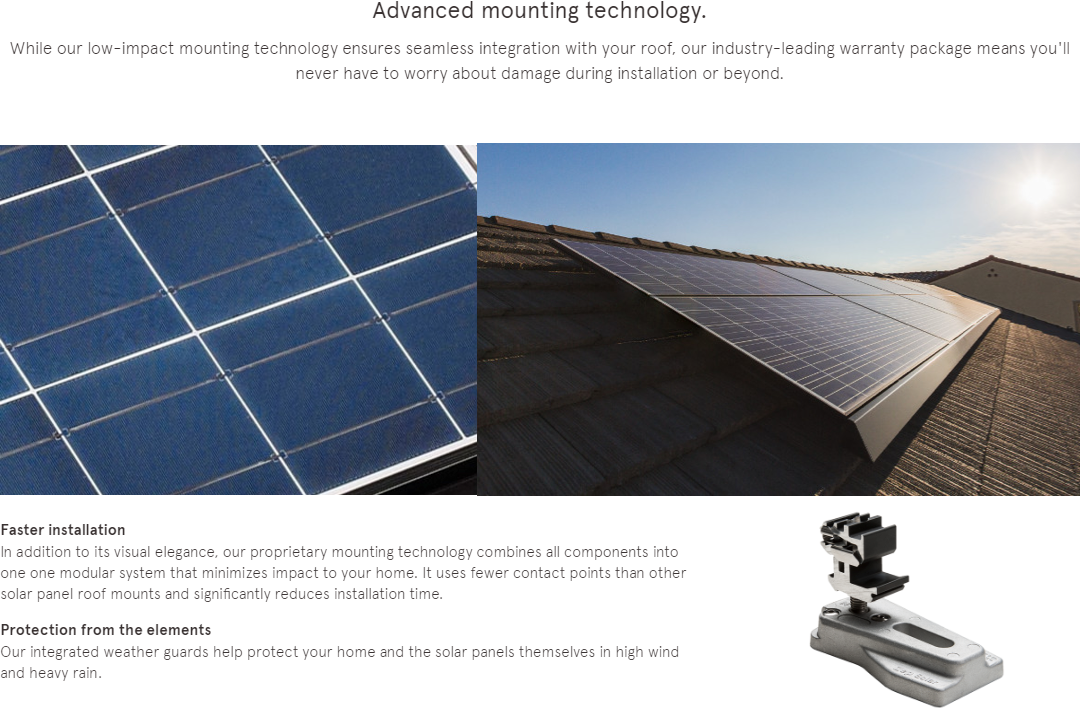 Advanced mounting technology.
While our low-impact mounting technology ensures seamless integration with your roof, our industry-leading warranty package means you'll
never have to worry about damage during installation or beyond.
Faster installation
In addition to its visual elegance, our proprietary mounting technology combines all components into
one one modular system that minimizes impact to your home. It uses fewer contact points than other
solar panel roof mounts and significantly reduces installation time.
Protection from the elements
Our integrated weather guards help protect your home and the solar panels themselves in high wind
and heavy rain.